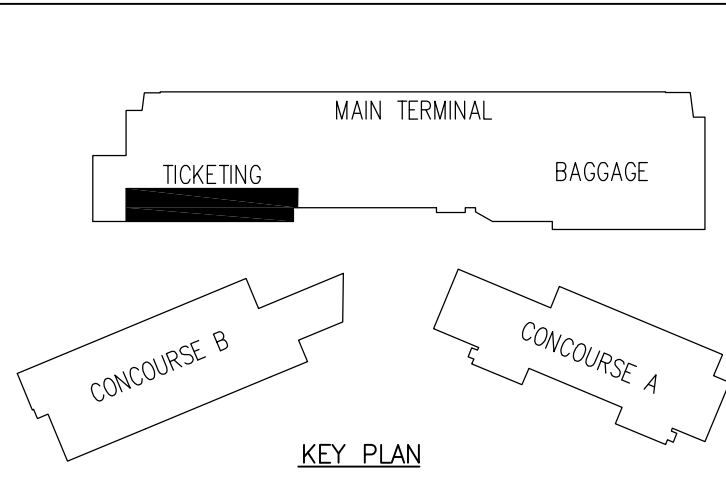 MAIN TERMINAL
TICKETING
BAGGAGE
CONCOURSE B
CONCOURSE A
KEY PLAN